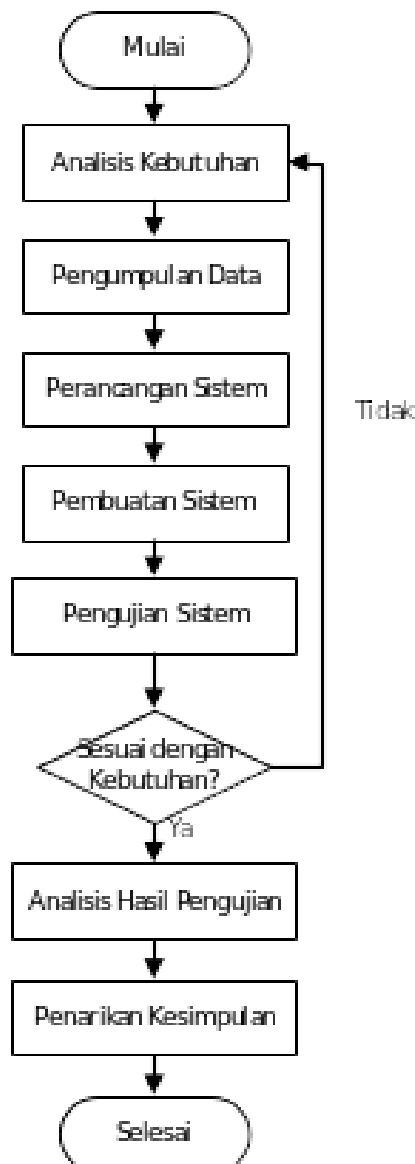 Mulai
Analisis Kebutuhan
Pengumpulan Data
Perancangan Sistem
Tidak
Pembuatan Sistem
Pengujian Sistem
Sesuai dengan
Kebutuhan?
Ya
Analisis Hasil Pengujian
Penarikan Kesimpulan
Selesai